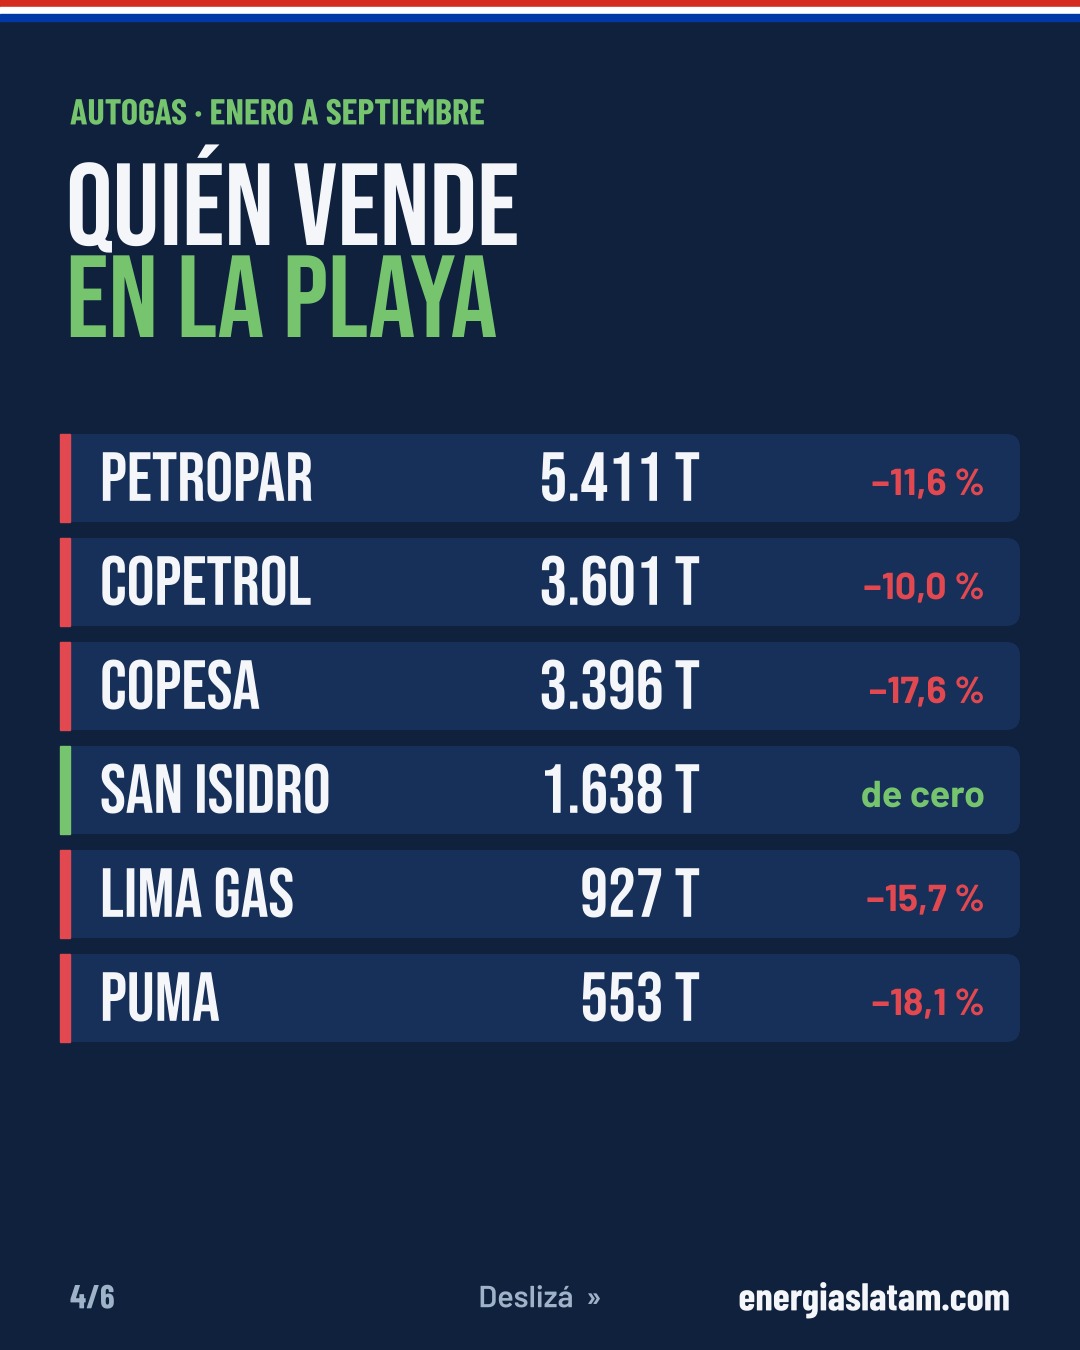 AUTOGAS · ENERO A SEPTIEMBRE
QUIÉN VENDE
EN LA PLAYA
PETROPAR 5.411 T −11,6 %
COPETROL 3.601 T −10,0 %
COPESA 3.396 T −17,6 %
SAN ISIDRO 1.638 T de cero
LIMA GAS 927 T −15,7 %
PUMA 553 T −18,1 %
4/6 Deslizá » energiaslatam.com